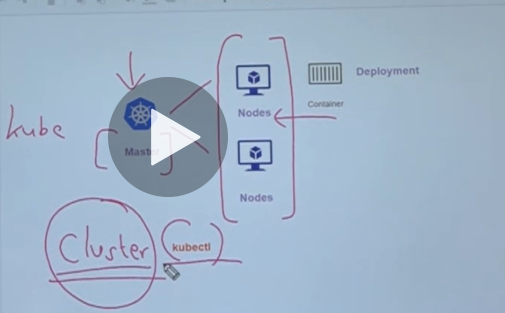 Deployment
Container
Nodes
kube
Master
Nodes
Cluster
kubectl